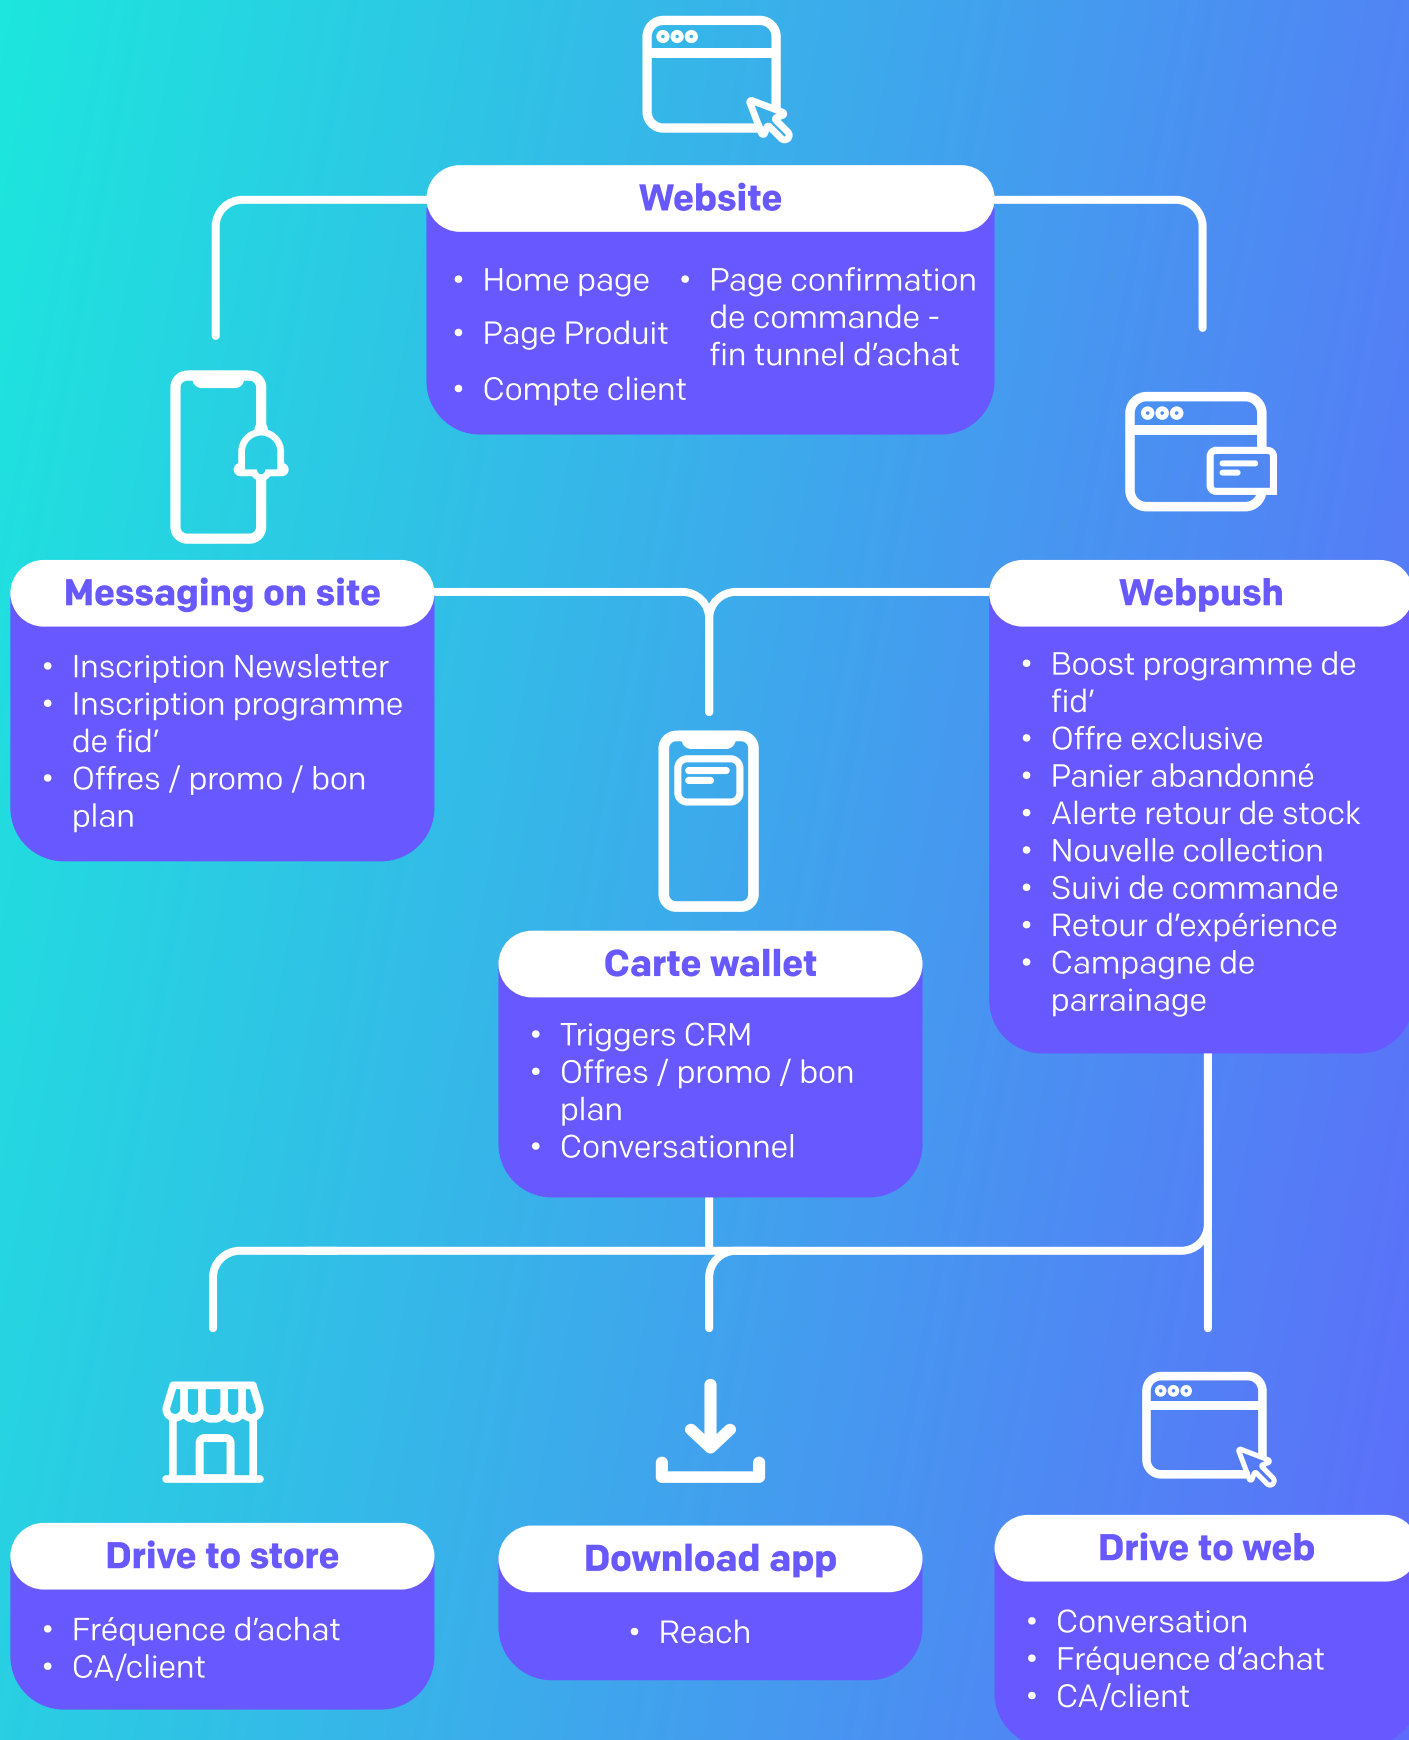 Website
Home page
Page Produit
Compte client
Page confirmation
de commande -
fin tunnel d'achat
Messaging on site
Inscription Newsletter
Inscription programme
de fid'
Offres / promo / bon
plan
Webpush
Boost programme de
fid'
Offre exclusive
Panier abandonné
Alerte retour de stock
Nouvelle collection
Suivi de commande
Retour d'expérience
Campagne de
parrainage
Carte wallet
Triggers CRM
Offres / promo / bon
plan
Conversationnel
Drive to store
Fréquence d'achat
CA/client
Download app
Reach
Drive to web
Conversation
Fréquence d'achat
CA/client